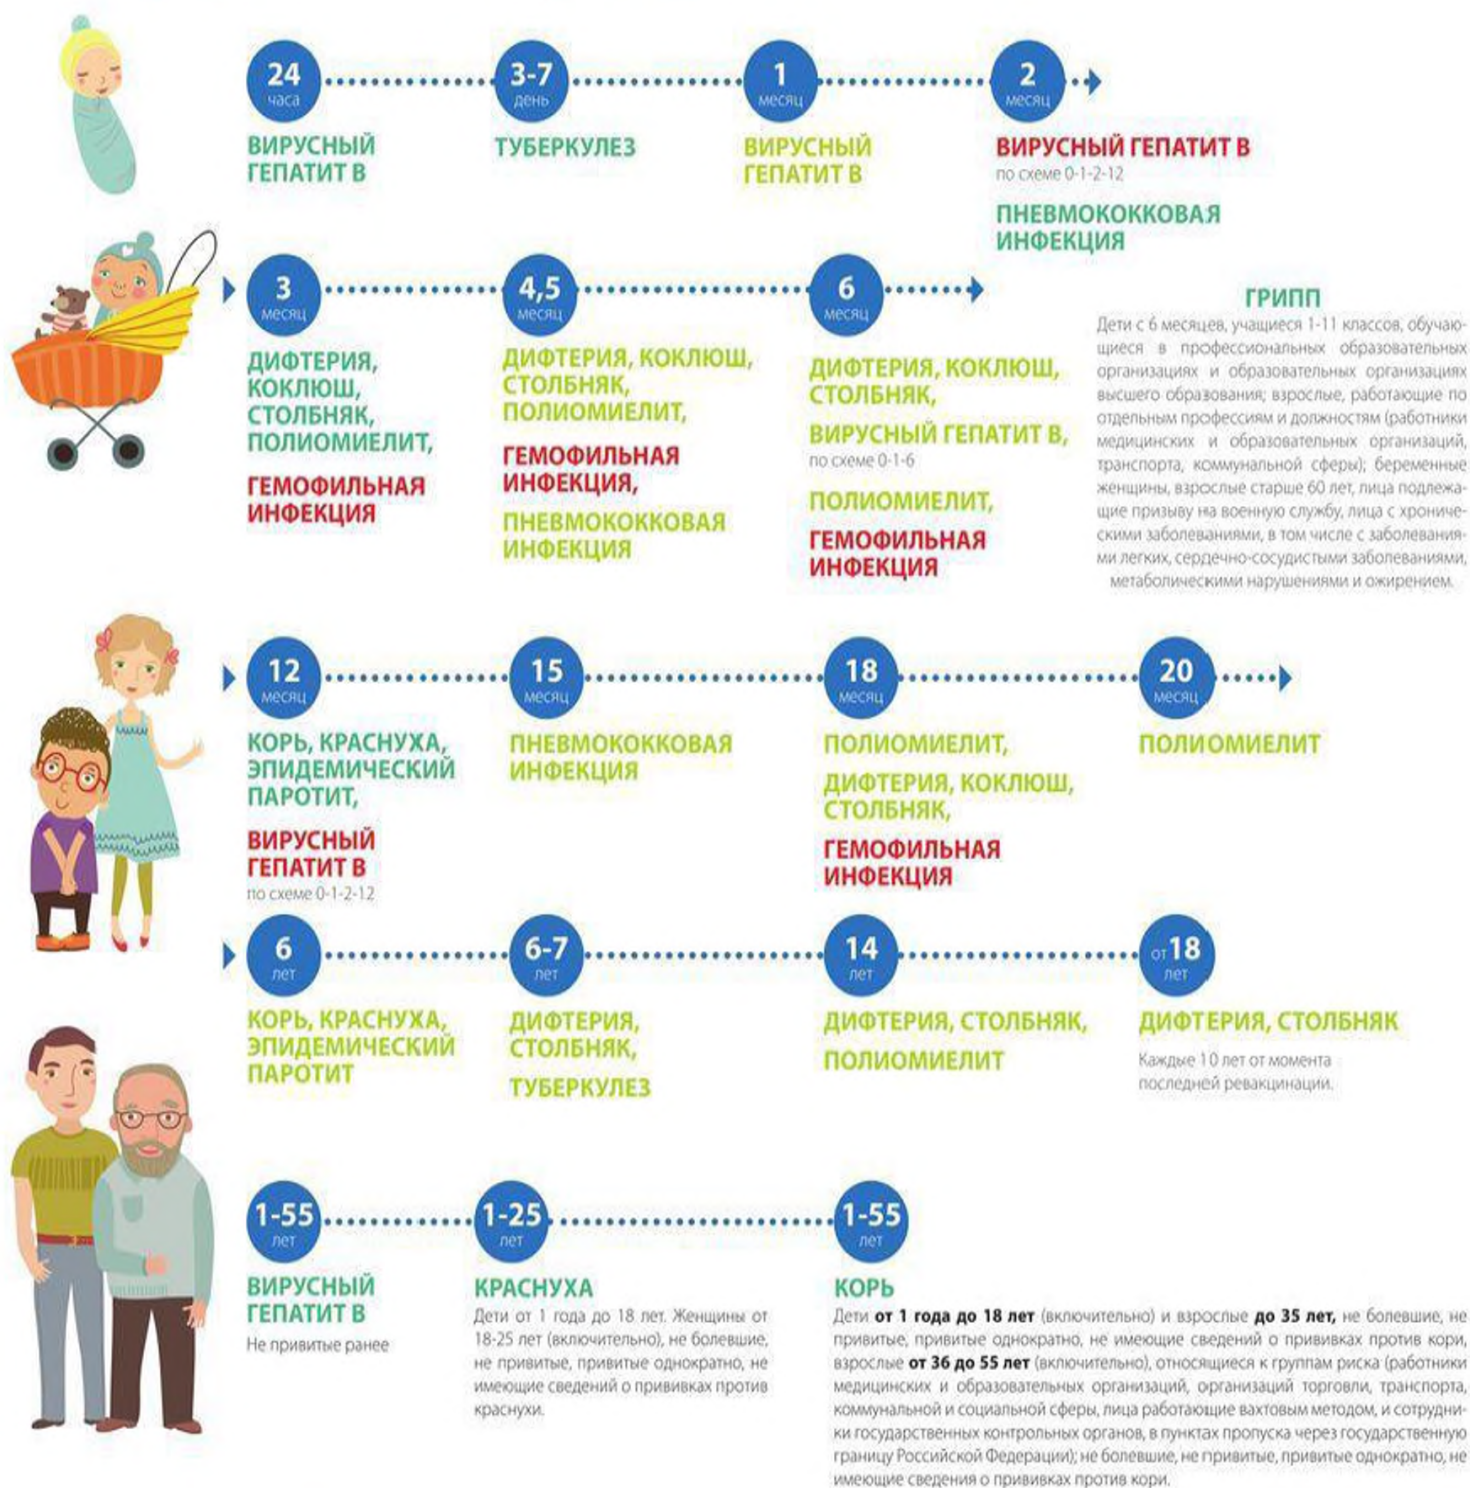 24
часа
ВИРУСНЫЙ
ГЕПАТИТ В
3-7
день
ТУБЕРКУЛЕЗ
1
месяц
ВИРУСНЫЙ
ГЕПАТИТ В
2
месяц
ВИРУСНЫЙ ГЕПАТИТ В
по схеме 0-1-2-12
ПНЕВМОКОККОВАЯ
ИНФЕКЦИЯ
3
месяц
ДИФТЕРИЯ,
КОКЛЮШ,
СТОЛБНЯК,
ПОЛИОМИЕЛИТ,
ГЕМОФИЛЬНАЯ
ИНФЕКЦИЯ
4,5
месяц
ДИФТЕРИЯ, КОКЛЮШ,
СТОЛБНЯК,
ПОЛИОМИЕЛИТ,
ГЕМОФИЛЬНАЯ
ИНФЕКЦИЯ,
ПНЕВМОКОККОВАЯ
ИНФЕКЦИЯ
6
месяц
ДИФТЕРИЯ, КОКЛЮШ,
СТОЛБНЯК,
ВИРУСНЫЙ ГЕПАТИТ В,
по схеме 0-1-6
ПОЛИОМИЕЛИТ,
ГЕМОФИЛЬНАЯ
ИНФЕКЦИЯ
ГРИПП
Дети с 6 месяцев, учащиеся 1-11 классов, обучаю-
щиеся в профессиональных образовательных
организациях и образовательных организациях
высшего образования; взрослые, работающие по
отдельным профессиям и должностям (работники
медицинских и образовательных организаций,
транспорта, коммунальной сферы); беременные
женщины, взрослые старше 60 лет, лица подлежа-
щие призыву на военную службу, лица с хрониче-
скими заболеваниями, в том числе с заболевания-
ми легких, сердечно-сосудистыми заболеваниями,
метаболическими нарушениями и ожирением.
12
месяц
КОРЬ, КРАСНУХА,
ЭПИДЕМИЧЕСКИЙ
ПАРОТИТ,
ВИРУСНЫЙ
ГЕПАТИТ В
по схеме 0-1-2-12
15
месяц
ПНЕВМОКОККОВАЯ
ИНФЕКЦИЯ
18
месяц
ПОЛИОМИЕЛИТ,
ДИФТЕРИЯ, КОКЛЮШ,
СТОЛБНЯК,
ГЕМОФИЛЬНАЯ
ИНФЕКЦИЯ
20
месяц
ПОЛИОМИЕЛИТ
6
лет
КОРЬ, КРАСНУХА,
ЭПИДЕМИЧЕСКИЙ
ПАРОТИТ
6-7
лет
ДИФТЕРИЯ,
СТОЛБНЯК,
ТУБЕРКУЛЕЗ
14
лет
ДИФТЕРИЯ, СТОЛБНЯК,
ПОЛИОМИЕЛИТ
от 18
лет
ДИФТЕРИЯ, СТОЛБНЯК
Каждые 10 лет от момента
последней ревакцинации.
1-55
лет
ВИРУСНЫЙ
ГЕПАТИТ В
Не привитые ранее
1-25
лет
КРАСНУХА
Дети от 1 года до 18 лет. Женщины от
18-25 лет (включительно), не болевшие,
не привитые, привитые однократно, не
имеющие сведений о прививках против
краснухи.
1-55
лет
КОРЬ
Дети от 1 года до 18 лет (включительно) и взрослые до 35 лет, не болевшие, не
привитые, привитые однократно, не имеющие сведений о прививках против кори,
взрослые от 36 до 55 лет (включительно), относящиеся к группам риска (работники
медицинских и образовательных организаций, организаций торговли, транспорта,
коммунальной и социальной сферы, лица работающие вахтовым методом, и сотрудни-
ки государственных контрольных органов, в пунктах пропуска через государственную
границу Российской Федерации); не болевшие, не привитые, привитые однократно, не
имеющие сведения о прививках против кори.